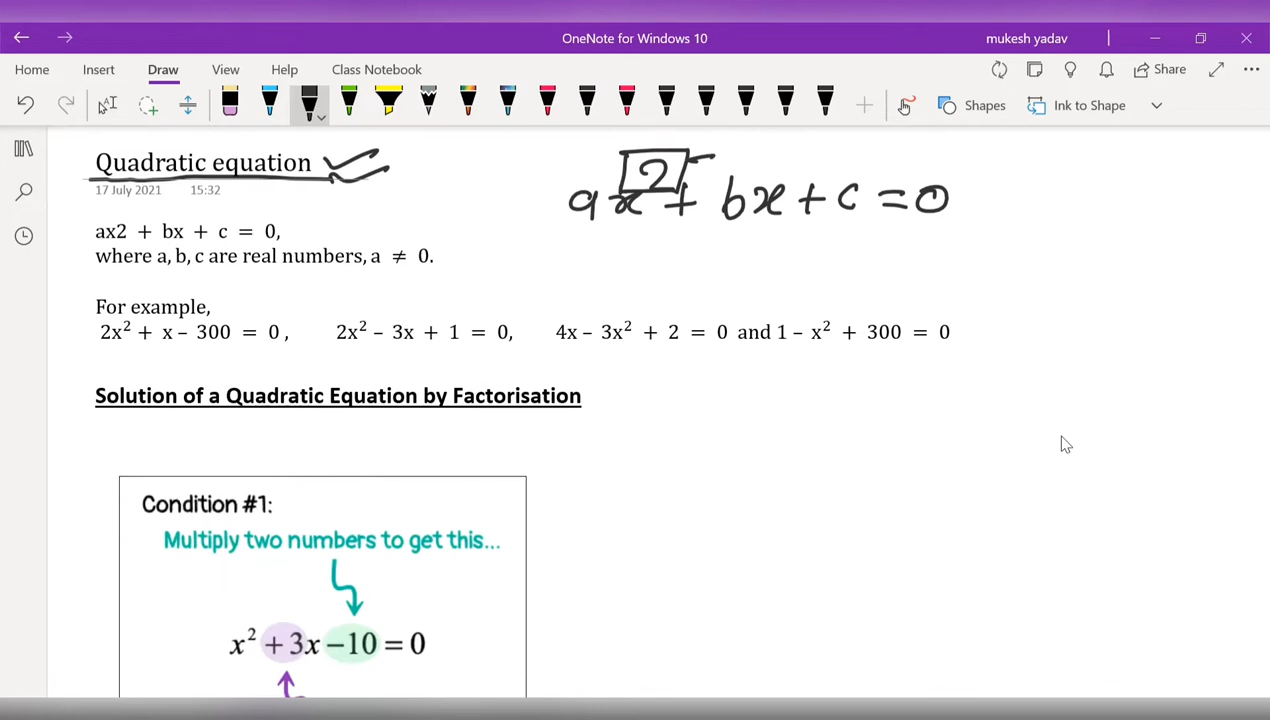 OneNote for Windows 10
mukesh yadav
Home Insert Draw View Help Class Notebook
Share
Shapes Ink to Shape
Quadratic equation
17 July 2021 15:32
ax² + bx + c = 0
ax2 + bx + c = 0,
where a, b, c are real numbers, a ≠ 0.
For example,
2x² + x – 300 = 0 , 2x² – 3x + 1 = 0, 4x – 3x² + 2 = 0 and 1 – x² + 300 = 0
Solution of a Quadratic Equation by Factorisation
Condition #1:
Multiply two numbers to get this...
x² + 3x – 10 = 0